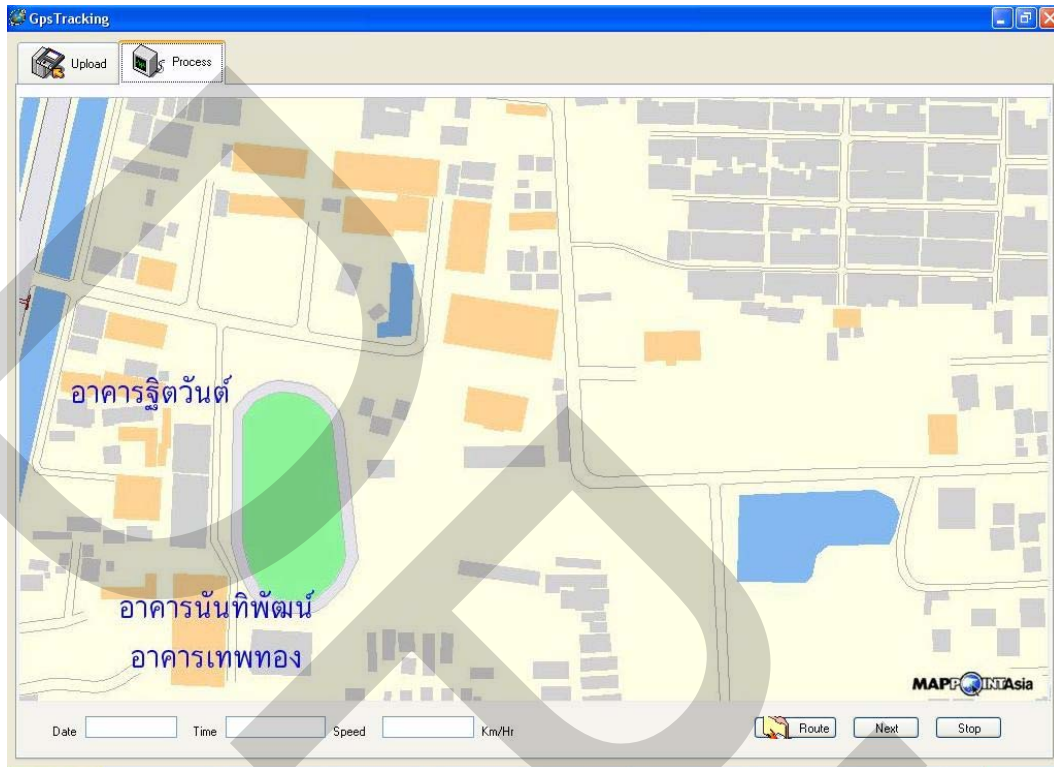 GpsTracking
Upload Process
อาคารฐิตวันต์
อาคารนันทิพัฒน์
อาคารเทพทอง
MAPPOINTAsia
Date Time Speed Km/Hr Route Next Stop